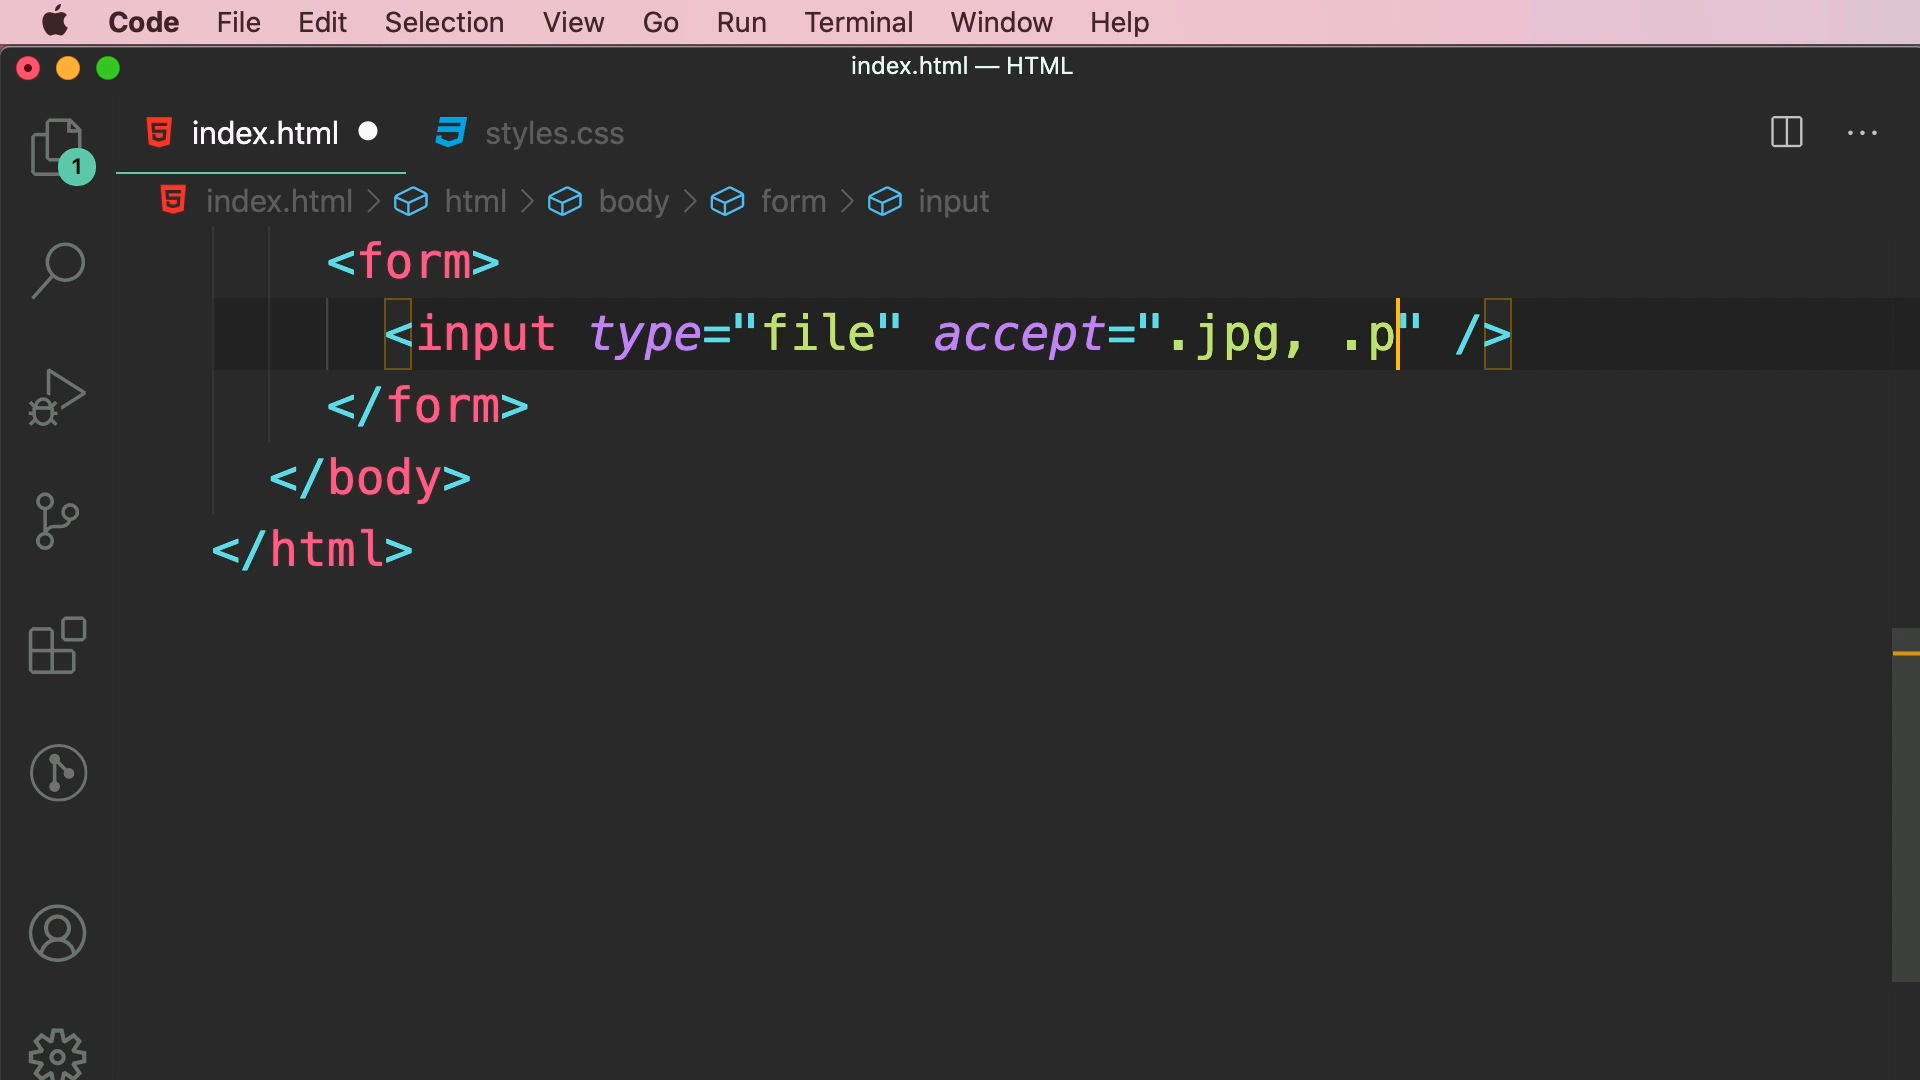 Code File Edit Selection View Go Run Terminal Window Help
index.html — HTML
index.html styles.css
1
index.html > html > body > form > input
<form>
<input type="file" accept=".jpg, .p" />
</form>
</body>
</html>